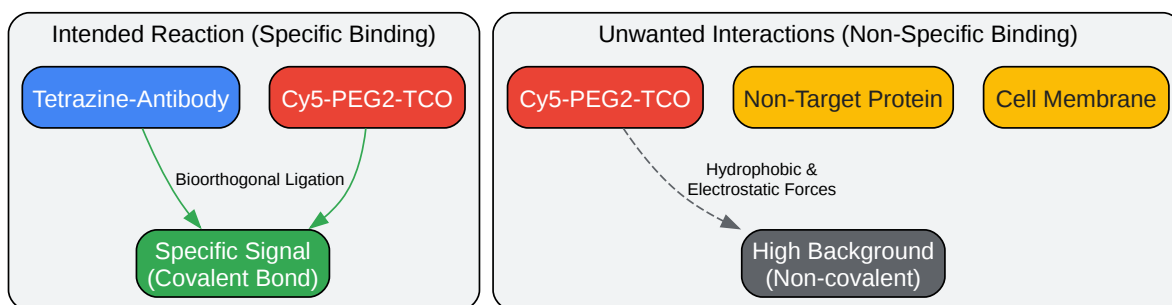 Intended Reaction (Specific Binding)
Tetrazine-Antibody
Cy5-PEG2-TCO
Bioorthogonal Ligation
Specific Signal
(Covalent Bond)
Unwanted Interactions (Non-Specific Binding)
Cy5-PEG2-TCO
Non-Target Protein
Cell Membrane
Hydrophobic &
Electrostatic Forces
High Background
(Non-covalent)